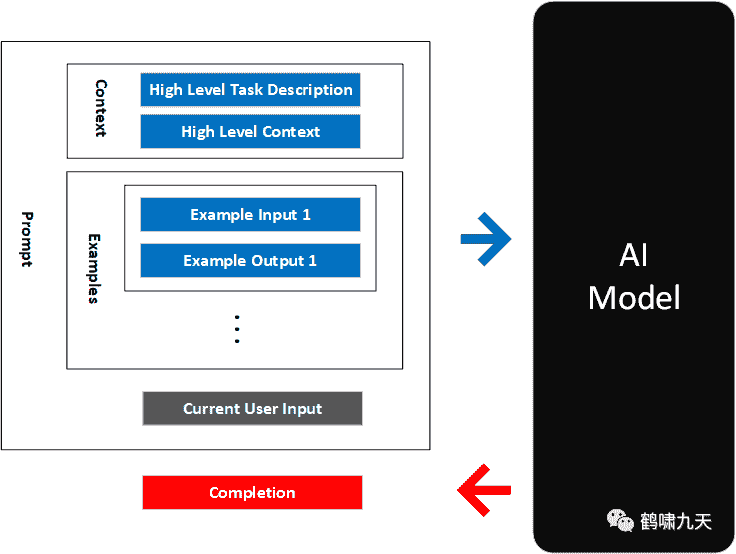 Prompt
Context
High Level Task Description
High Level Context
Examples
Example Input 1
Example Output 1
Current User Input
Completion
AI
Model
鹤啸九天